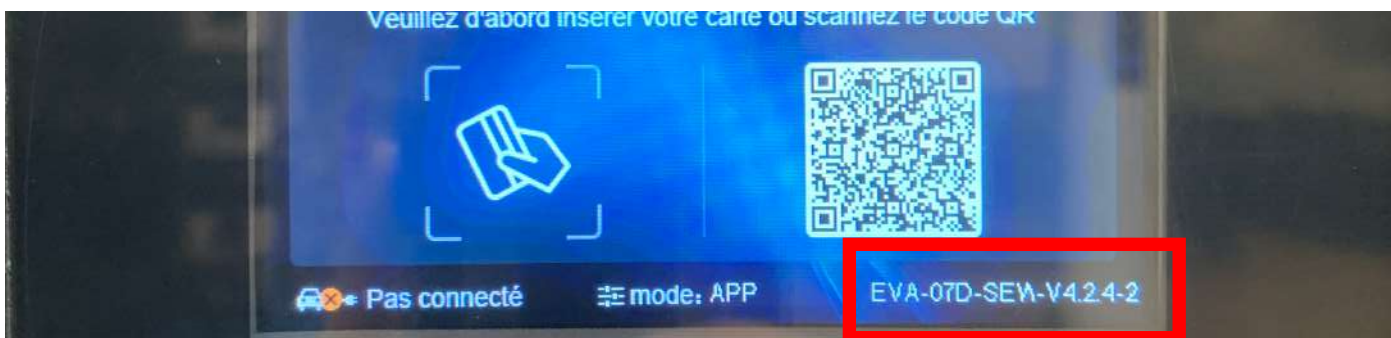 Veuillez d'abord insérer votre carte ou scannez le code QR
Pas connecté
mode: APP
EVA-07D-SEW-V4.2.4-2